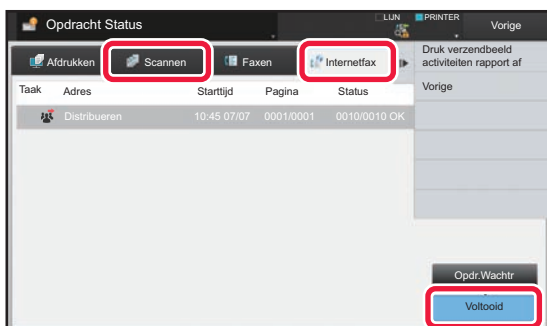 Opdracht Status
LIJN
PRINTER
Vorige
Afdrukken
Scannen
Faxen
Internetfax
Druk verzendbeeld
activiteiten rapport af
Taak Adres Starttijd Pagina Status
Vorige
Distribueren 10:45 07/07 0001/0001 0010/0010 OK
Opdr.Wachtr
Voltooid